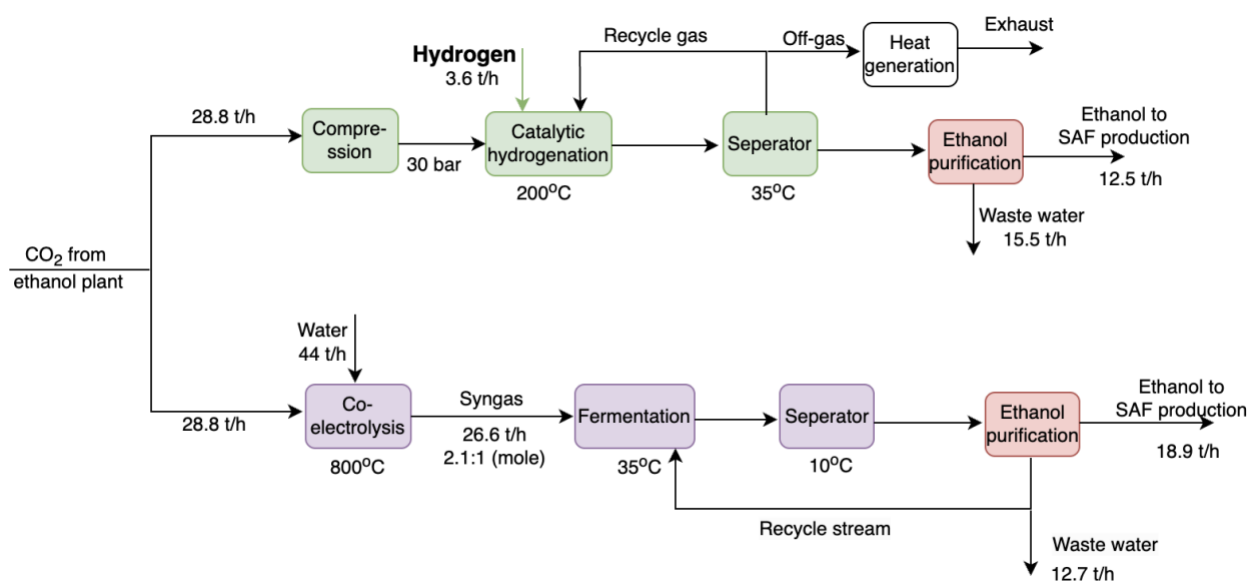 Recycle gas
Off-gas
Heat
generation
Exhaust
Hydrogen
3.6 t/h
28.8 t/h
Compre-
ssion
30 bar
Catalytic
hydrogenation
200°C
Seperator
35°C
Ethanol
purification
Ethanol to
SAF production
12.5 t/h
Waste water
15.5 t/h
CO₂ from
ethanol plant
Water
44 t/h
28.8 t/h
Co-
electrolysis
800°C
Syngas
26.6 t/h
2.1:1 (mole)
Fermentation
35°C
Seperator
10°C
Ethanol
purification
Ethanol to
SAF production
18.9 t/h
Recycle stream
Waste water
12.7 t/h